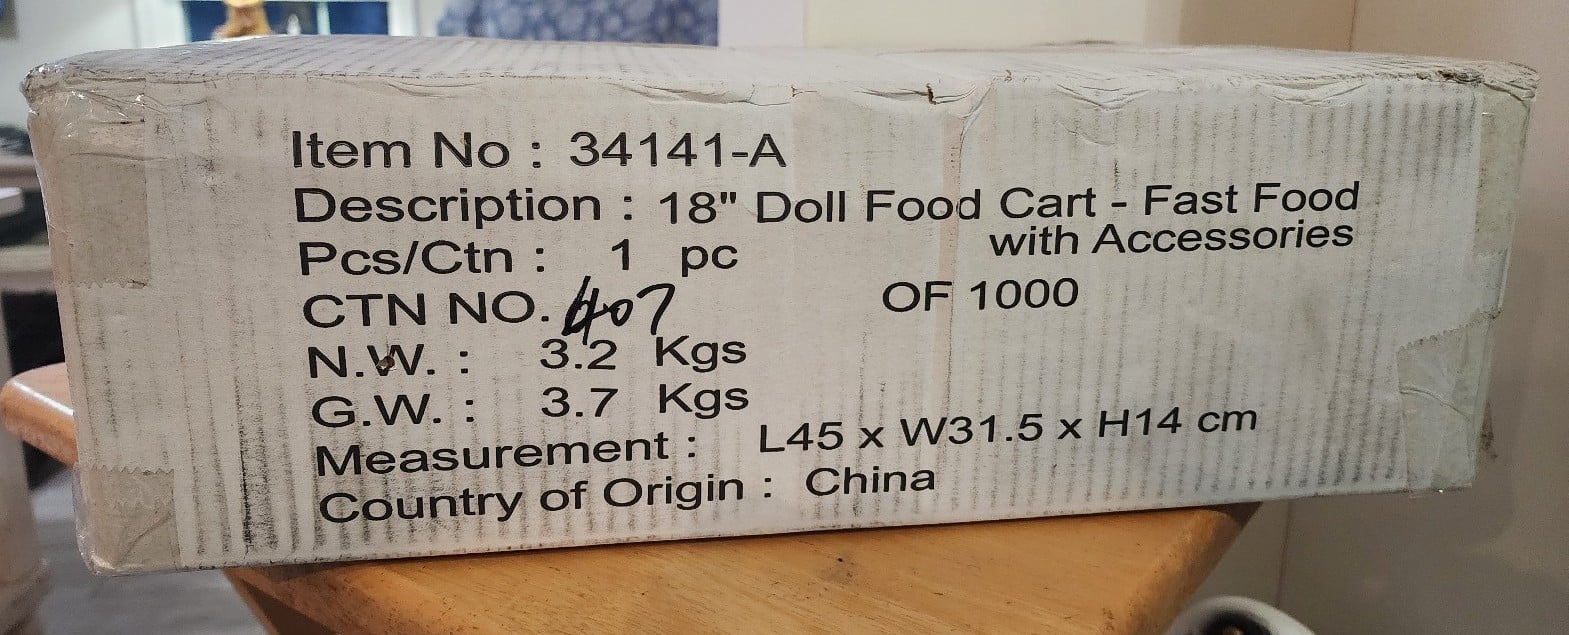 Item No : 34141-A
Description : 18" Doll Food Cart - Fast Food
with Accessories
Pcs/Ctn : 1 pc
CTN NO. 607 OF 1000
N.W. : 3.2 Kgs
G.W. : 3.7 Kgs
Measurement : L45 x W31.5 x H14 cm
Country of Origin : China